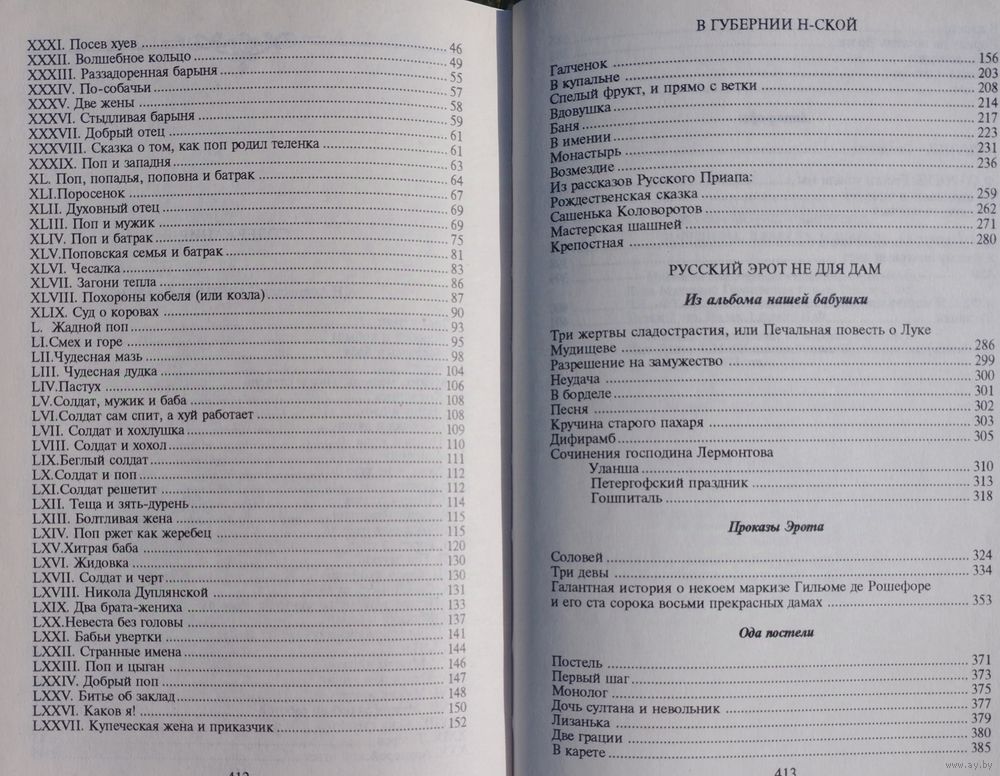 XXXI. Посев хуев 46
XXXII. Волшебное кольцо 49
XXXIII. Раззадоренная барыня 55
XXXIV. По-собачьи 57
XXXV. Две жены 58
XXXVI. Стыдливая барыня 59
XXXVII. Добрый отец 61
XXXVIII. Сказка о том, как поп родил теленка 61
XXXIX. Поп и западня 63
XL. Поп, попадья, поповна и батрак 64
XLI.Поросенок 67
XLII. Духовный отец 69
XLIII. Поп и мужик 69
XLIV. Поп и батрак 75
XLV.Поповская семья и батрак 81
XLVI. Чесалка 83
XLVII. Загони тепла 86
XLVIII. Похороны кобеля (или козла) 87
XLIX. Суд о коровах 90
L. Жадной поп 93
LI.Смех и горе 95
LII.Чудесная мазь 98
LIII. Чудесная дудка 104
LIV.Пастух 106
LV.Солдат, мужик и баба 108
LVI.Солдат сам спит, а хуй работает 108
LVII. Солдат и хохлушка 109
LVIII. Солдат и хохол 110
LIX.Беглый солдат 111
LX.Солдат и поп 112
LXI.Солдат решетит 112
LXII. Теща и зять-дурень 114
LXIII. Болтливая жена 115
LXIV. Поп ржет как жеребец 115
LXV.Хитрая баба 120
LXVI. Жидовка 130
LXVII. Солдат и черт 130
LXVIII. Никола Дуплянской 131
LXIX. Два брата-жениха 133
LXX.Невеста без головы 137
LXXI. Бабьи увертки 141
LXXII. Странные имена 144
LXXIII. Поп и цыган 146
LXXIV. Добрый поп 147
LXXV. Битье об заклад 148
LXXVI. Каков я! 150
LXXVII. Купеческая жена и приказчик 152
412
В ГУБЕРНИИ Н-СКОЙ
Галченок 156
В купальне 203
Спелый фрукт, и прямо с ветки 208
Вдовушка 214
Баня 217
В имении 223
Монастырь 231
Возмездие 236
Из рассказов Русского Приапа:
Рождественская сказка 259
Сашенька Коловоротов 262
Мастерская шашней 271
Крепостная 280
РУССКИЙ ЭРОТ НЕ ДЛЯ ДАМ
Из альбома нашей бабушки
Три жертвы сладострастия, или Печальная повесть о Луке
Мудищеве 286
Разрешение на замужество 299
Неудача 300
В борделе 301
Песня 302
Кручина старого пахаря 303
Дифирамб 305
Сочинения господина Лермонтова
Уланша 310
Петергофский праздник 313
Гошпиталь 318
Проказы Эрота
Соловей 324
Три девы 334
Галантная история о некоем маркизе Гильоме де Рошефоре
и его ста сорока восьми прекрасных дамах 353
Ода постели
Постель 371
Первый шаг 373
Монолог 375
Дочь султана и невольник 377
Лизанька 379
Две грации 380
В карете 385
413
www.ay.by